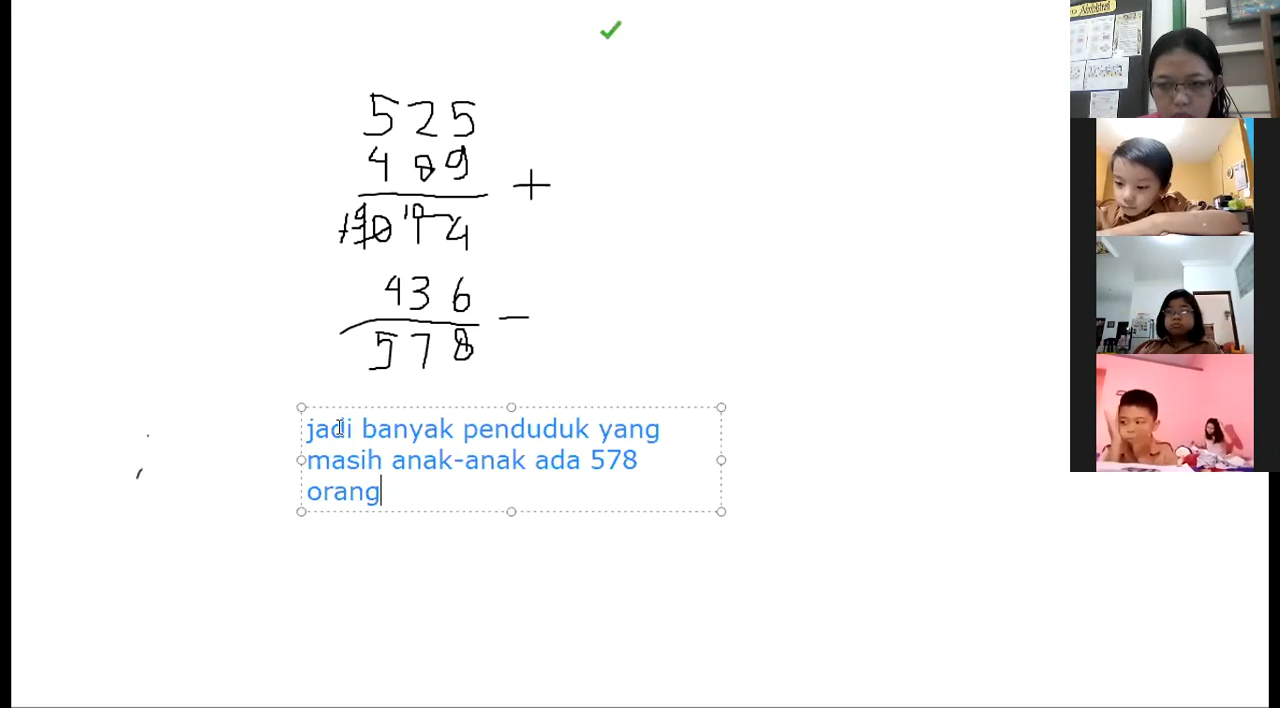 525
489
+
1014
436
-
578
jadi banyak penduduk yang
masih anak-anak ada 578
orang